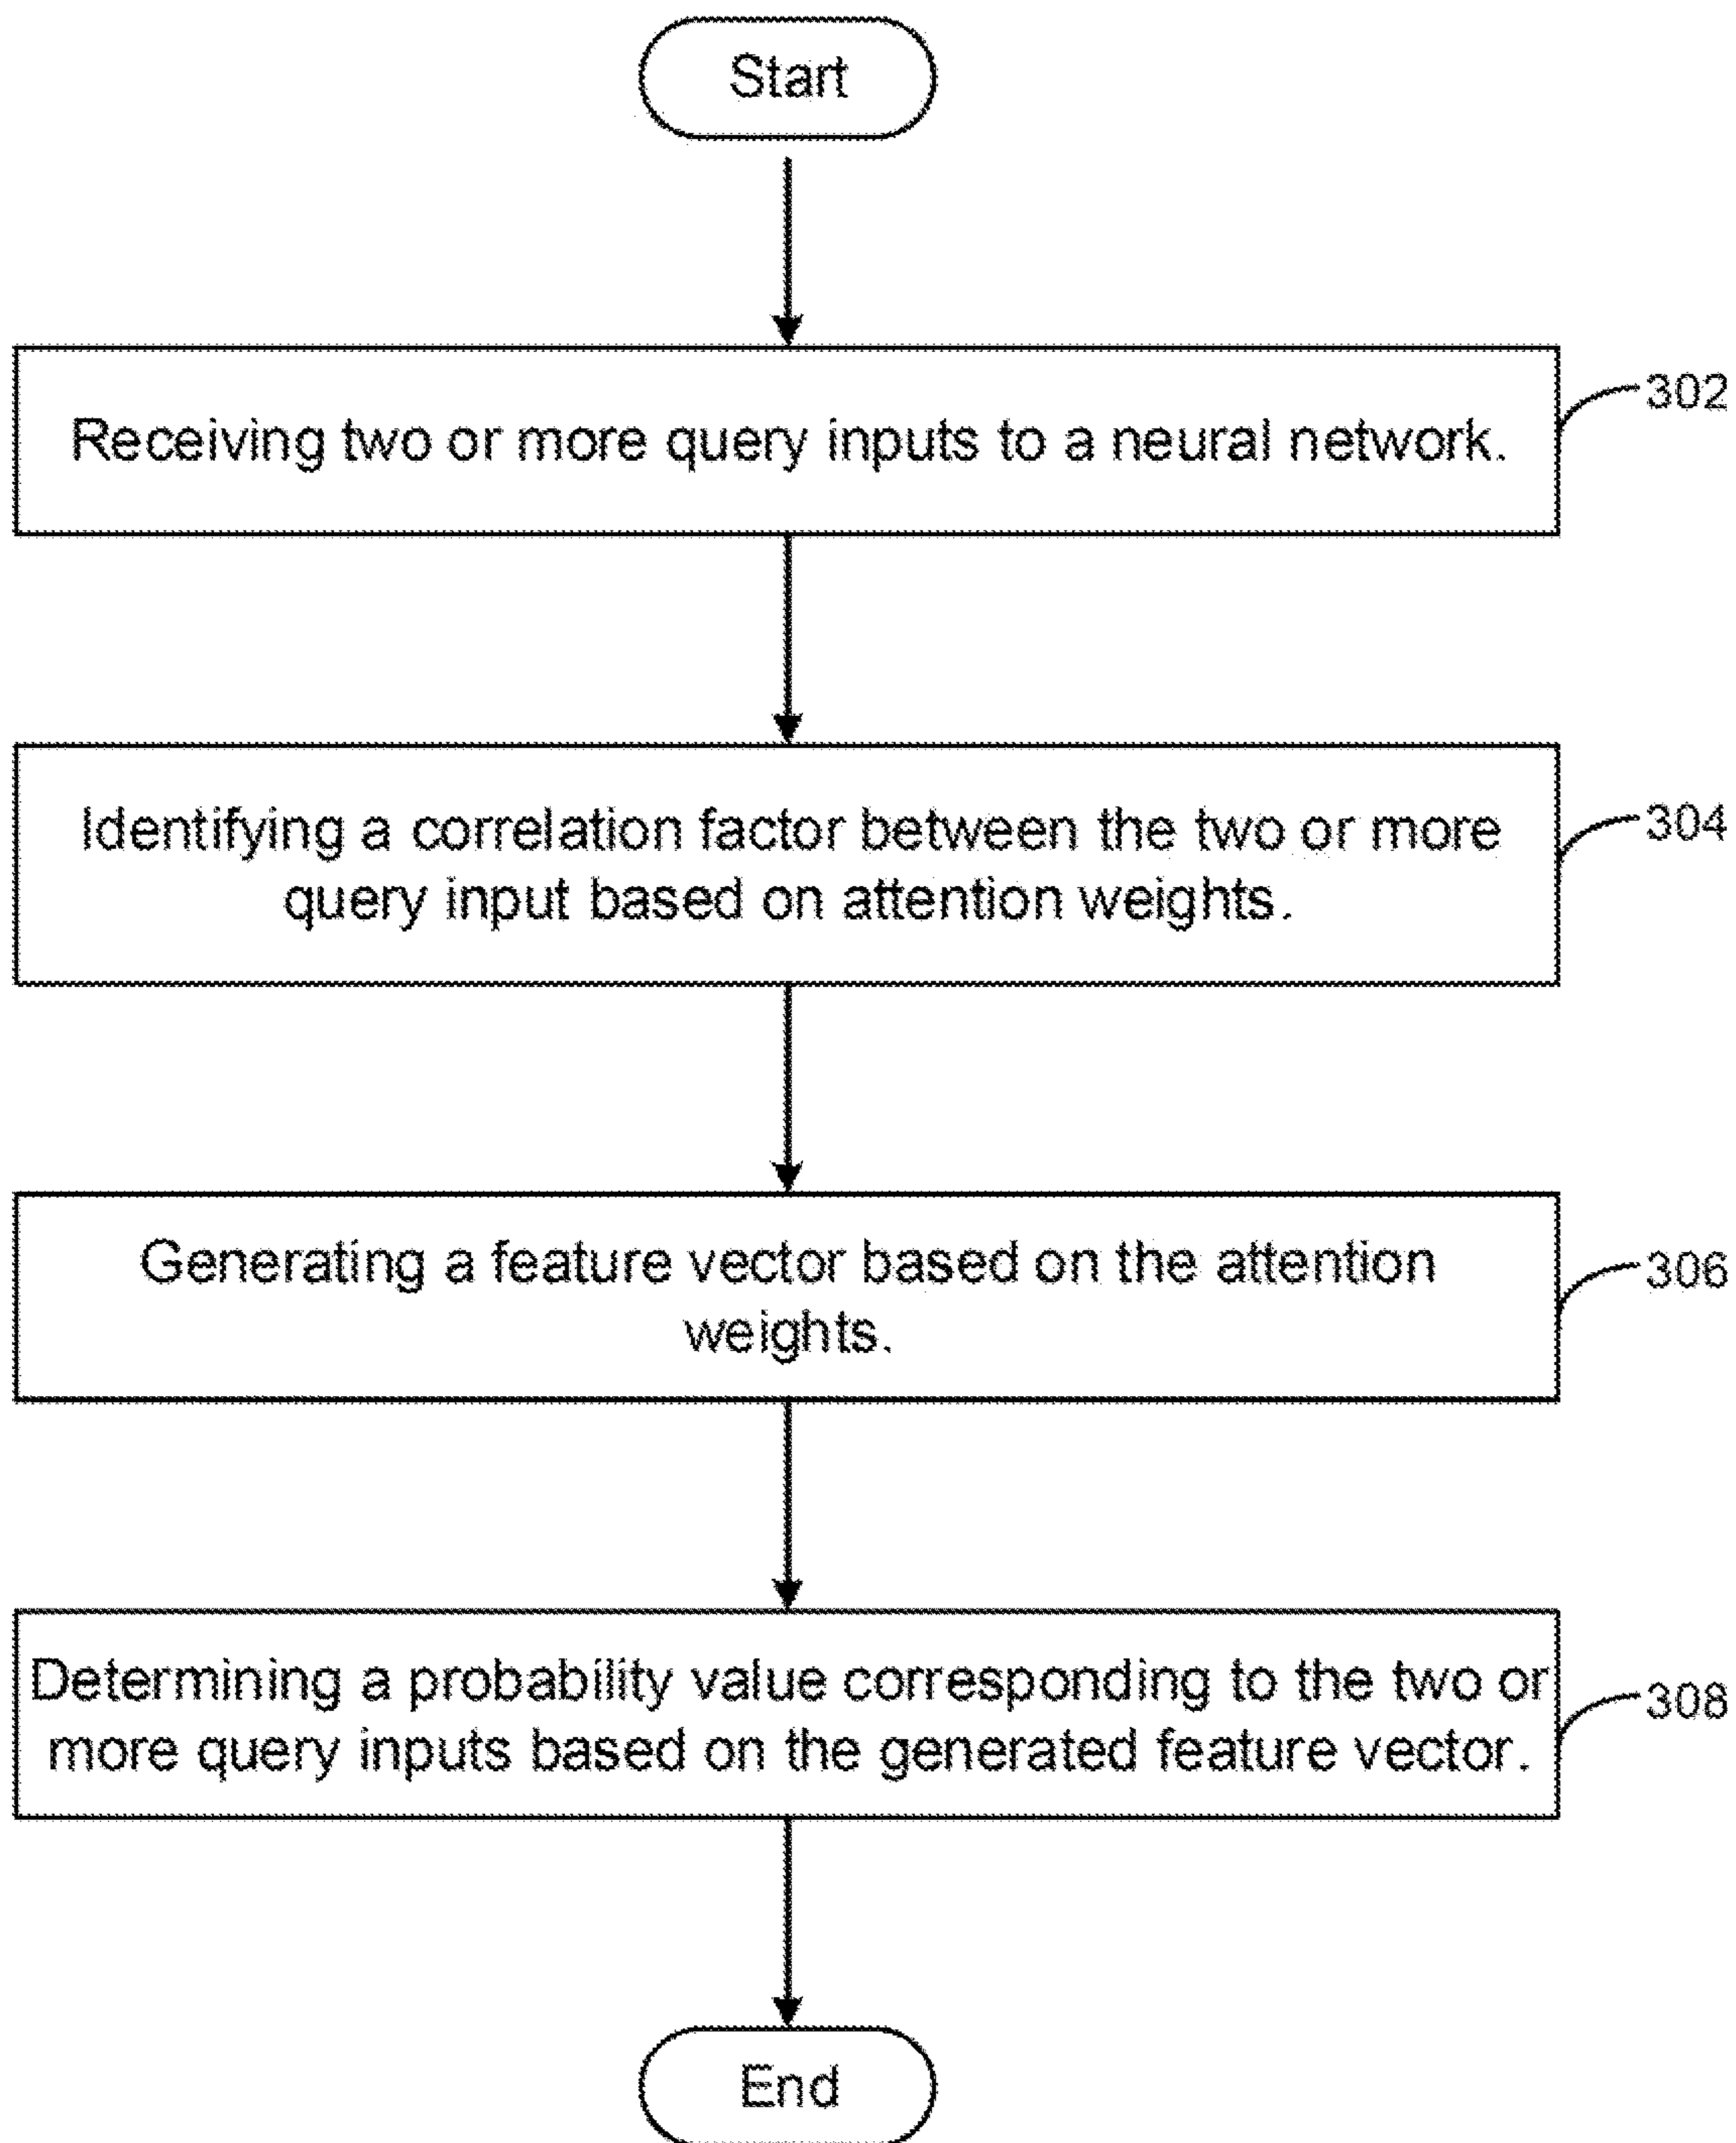 Start
Receiving two or more query inputs to a neural network.
302
Identifying a correlation factor between the two or more
query input based on attention weights.
304
Generating a feature vector based on the attention
weights.
306
Determining a probability value corresponding to the two or
more query inputs based on the generated feature vector.
308
End